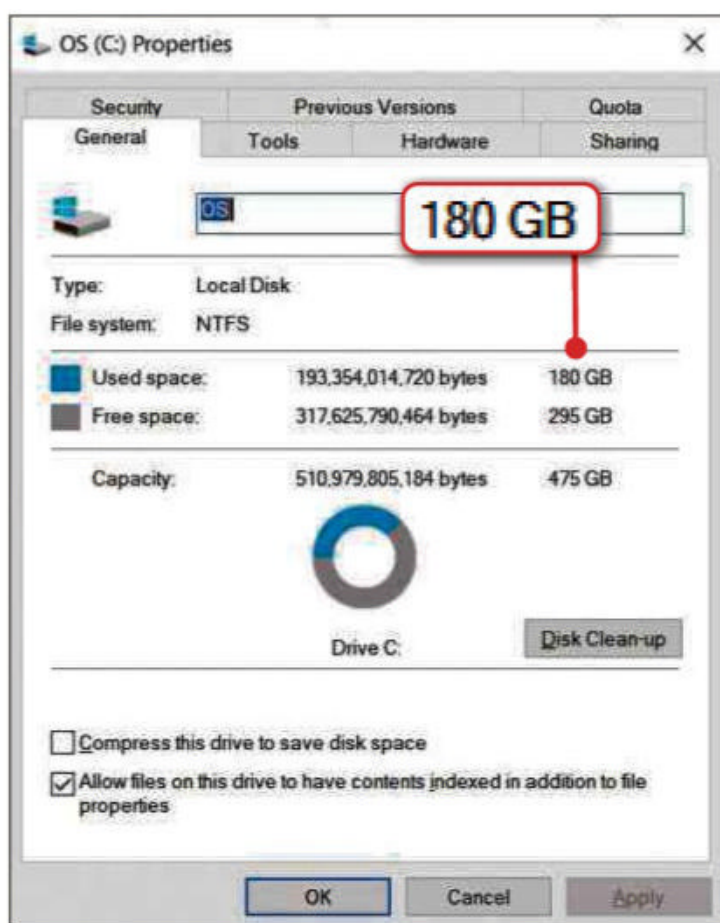 OS (C:) Properties
Security Previous Versions Quota
General Tools Hardware Sharing
OS
180 GB
Type: Local Disk
File system: NTFS
Used space: 193,354,014,720 bytes 180 GB
Free space: 317,625,790,464 bytes 295 GB
Capacity: 510,979,805,184 bytes 475 GB
Drive C:
Disk Clean-up
Compress this drive to save disk space
Allow files on this drive to have contents indexed in addition to file
properties
OK Cancel Apply